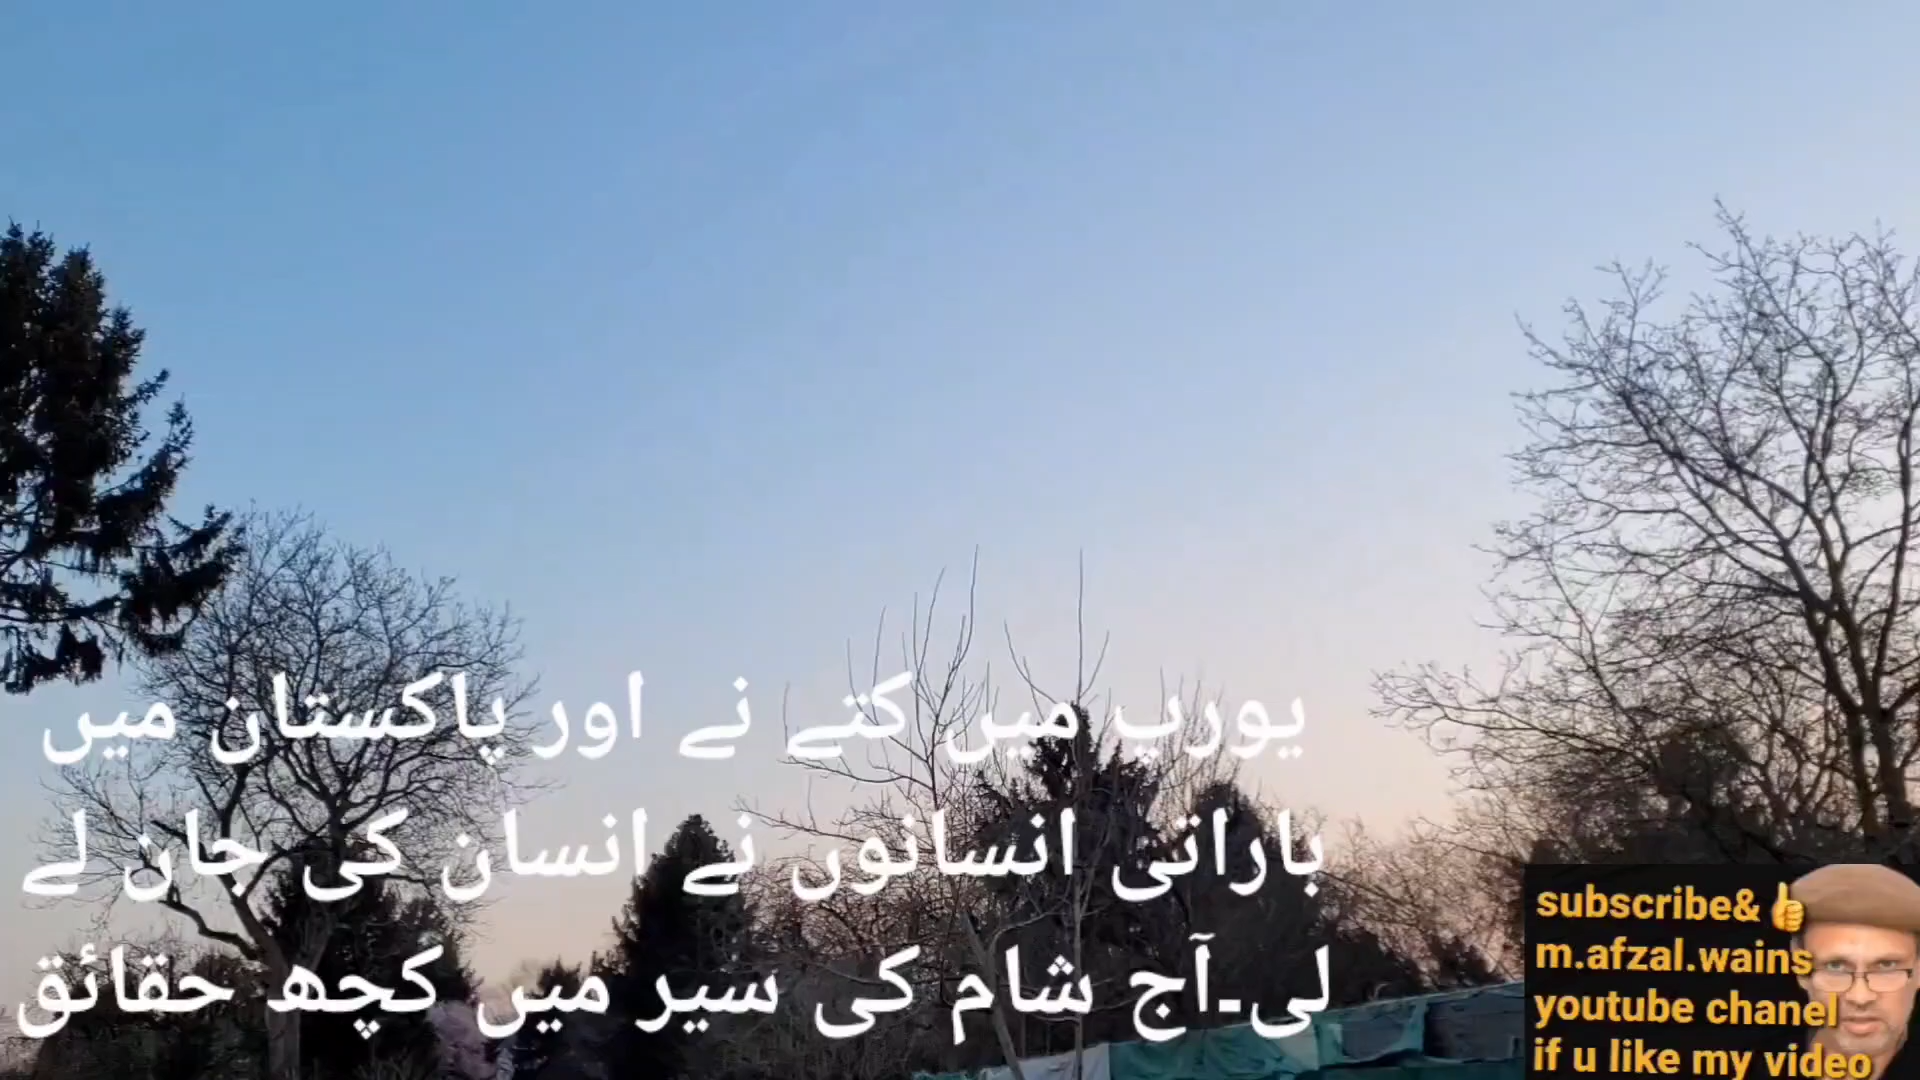 یورپ میں کتے نے اور پاکستان میں
باراتی انسانوں نے انسان کی جان لے
لی۔آج شام کی سیر میں کچھ حقائق
subscribe& 👍
m.afzal.wains
youtube chanel
if u like my video